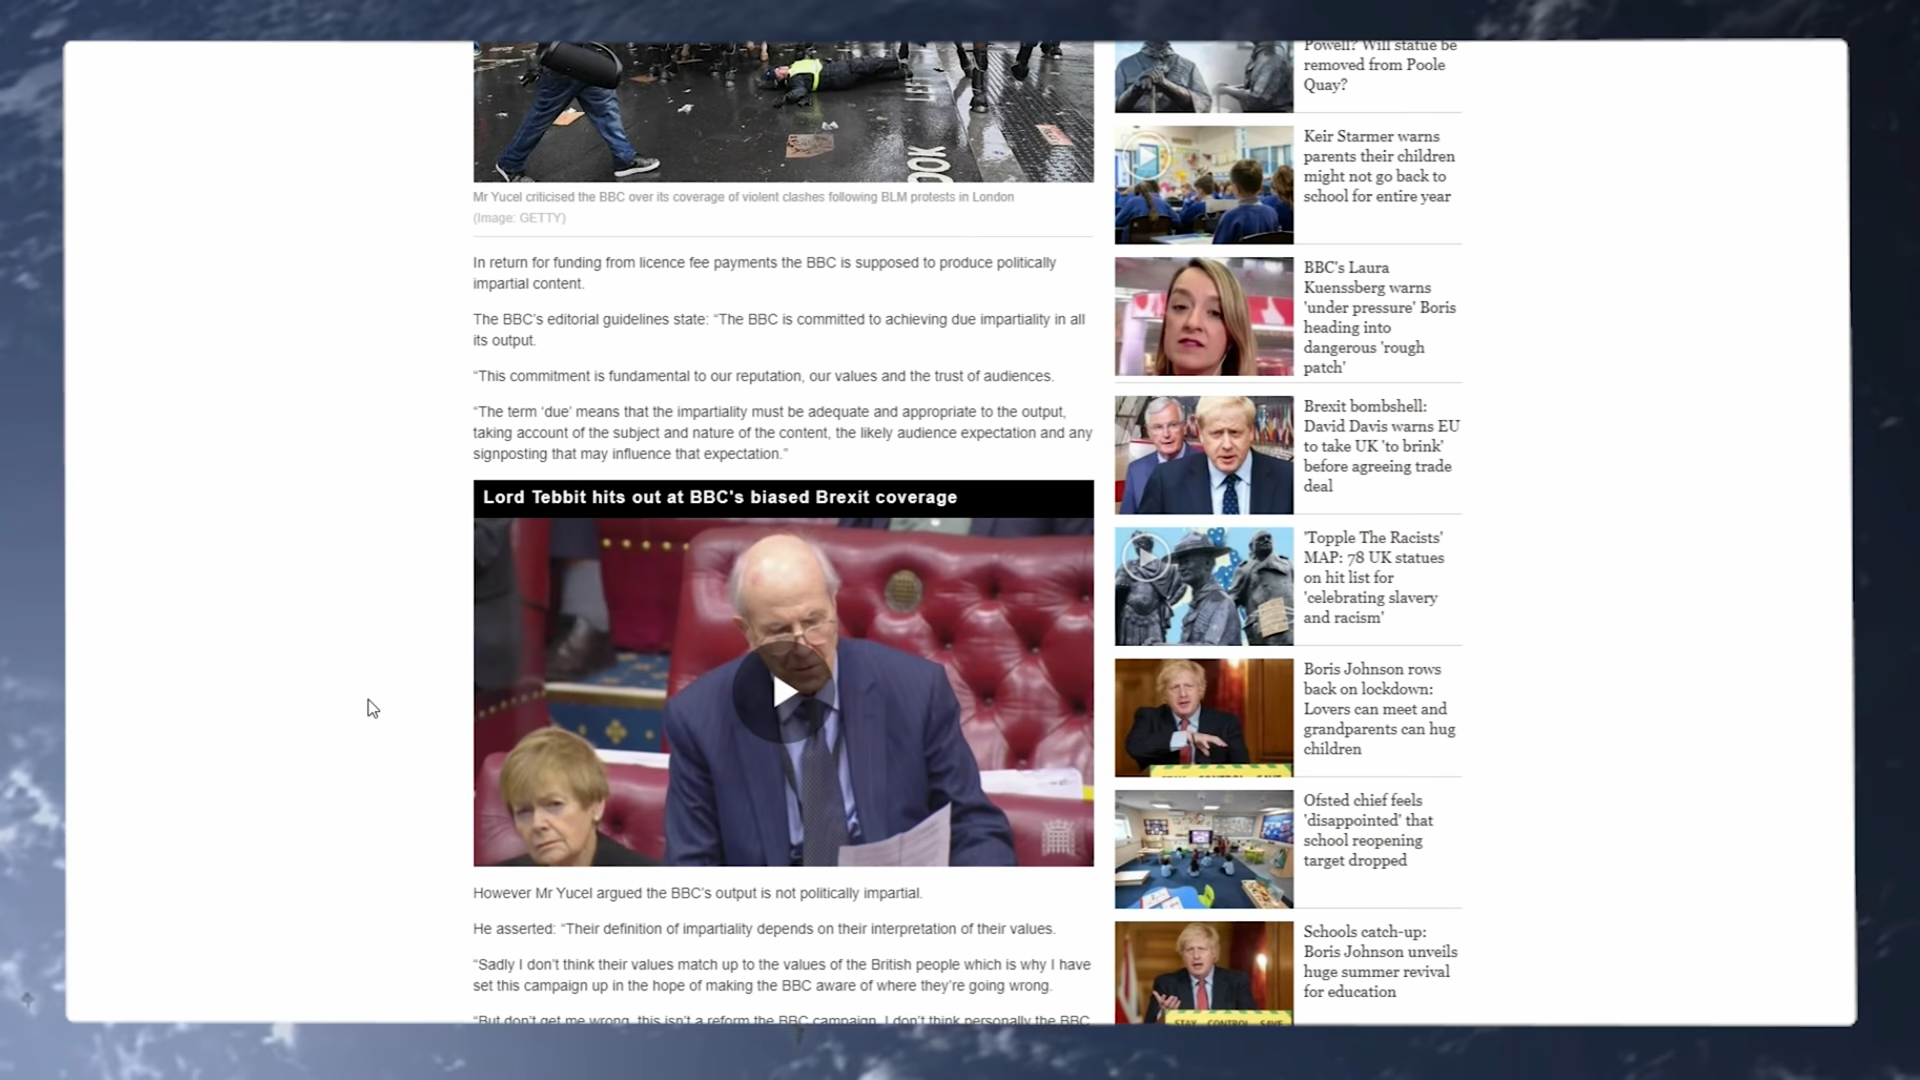 Mr Yucel criticised the BBC over its coverage of violent clashes following BLM protests in London
(Image: GETTY)
In return for funding from licence fee payments the BBC is supposed to produce politically
impartial content.
The BBC's editorial guidelines state: “The BBC is committed to achieving due impartiality in all
its output.
“This commitment is fundamental to our reputation, our values and the trust of audiences.
“The term ‘due’ means that the impartiality must be adequate and appropriate to the output,
taking account of the subject and nature of the content, the likely audience expectation and any
signposting that may influence that expectation.”
Lord Tebbit hits out at BBC's biased Brexit coverage
However Mr Yucel argued the BBC's output is not politically impartial.
He asserted: “Their definition of impartiality depends on their interpretation of their values.
“Sadly I don't think their values match up to the values of the British people which is why I have
set this campaign up in the hope of making the BBC aware of where they're going wrong.
“But don't get me wrong, this isn't a reform the BBC campaign. I don't think personally the BBC
Powell? Will statue be
removed from Poole
Quay?
Keir Starmer warns
parents their children
might not go back to
school for entire year
BBC's Laura
Kuenssberg warns
'under pressure' Boris
heading into
dangerous 'rough
patch'
Brexit bombshell:
David Davis warns EU
to take UK 'to brink'
before agreeing trade
deal
'Topple The Racists'
MAP: 78 UK statues
on hit list for
'celebrating slavery
and racism'
Boris Johnson rows
back on lockdown:
Lovers can meet and
grandparents can hug
children
Ofsted chief feels
'disappointed' that
school reopening
target dropped
Schools catch-up:
Boris Johnson unveils
huge summer revival
for education
STAY CONTROL SAVE